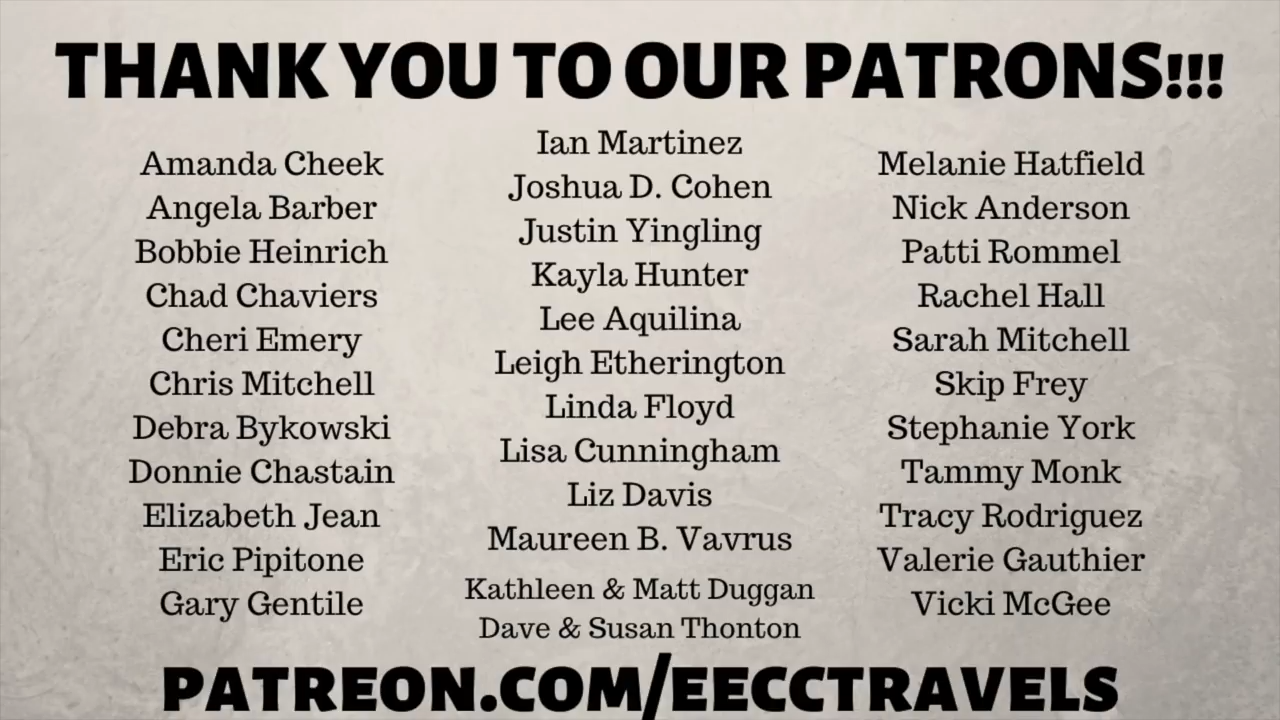 THANK YOU TO OUR PATRONS!!!
Amanda Cheek
Angela Barber
Bobbie Heinrich
Chad Chaviers
Cheri Emery
Chris Mitchell
Debra Bykowski
Donnie Chastain
Elizabeth Jean
Eric Pipitone
Gary Gentile
Ian Martinez
Joshua D. Cohen
Justin Yingling
Kayla Hunter
Lee Aquilina
Leigh Etherington
Linda Floyd
Lisa Cunningham
Liz Davis
Maureen B. Vavrus
Kathleen & Matt Duggan
Dave & Susan Thonton
Melanie Hatfield
Nick Anderson
Patti Rommel
Rachel Hall
Sarah Mitchell
Skip Frey
Stephanie York
Tammy Monk
Tracy Rodriguez
Valerie Gauthier
Vicki McGee
PATREON.COM/EECCTRAVELS